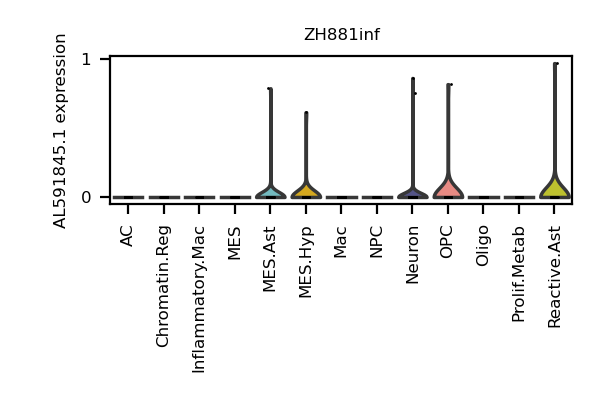 ZH881inf
AL591845.1 expression
1
0
AC
Chromatin.Reg
Inflammatory.Mac
MES
MES.Ast
MES.Hyp
Mac
NPC
Neuron
OPC
Oligo
Prolif.Metab
Reactive.Ast